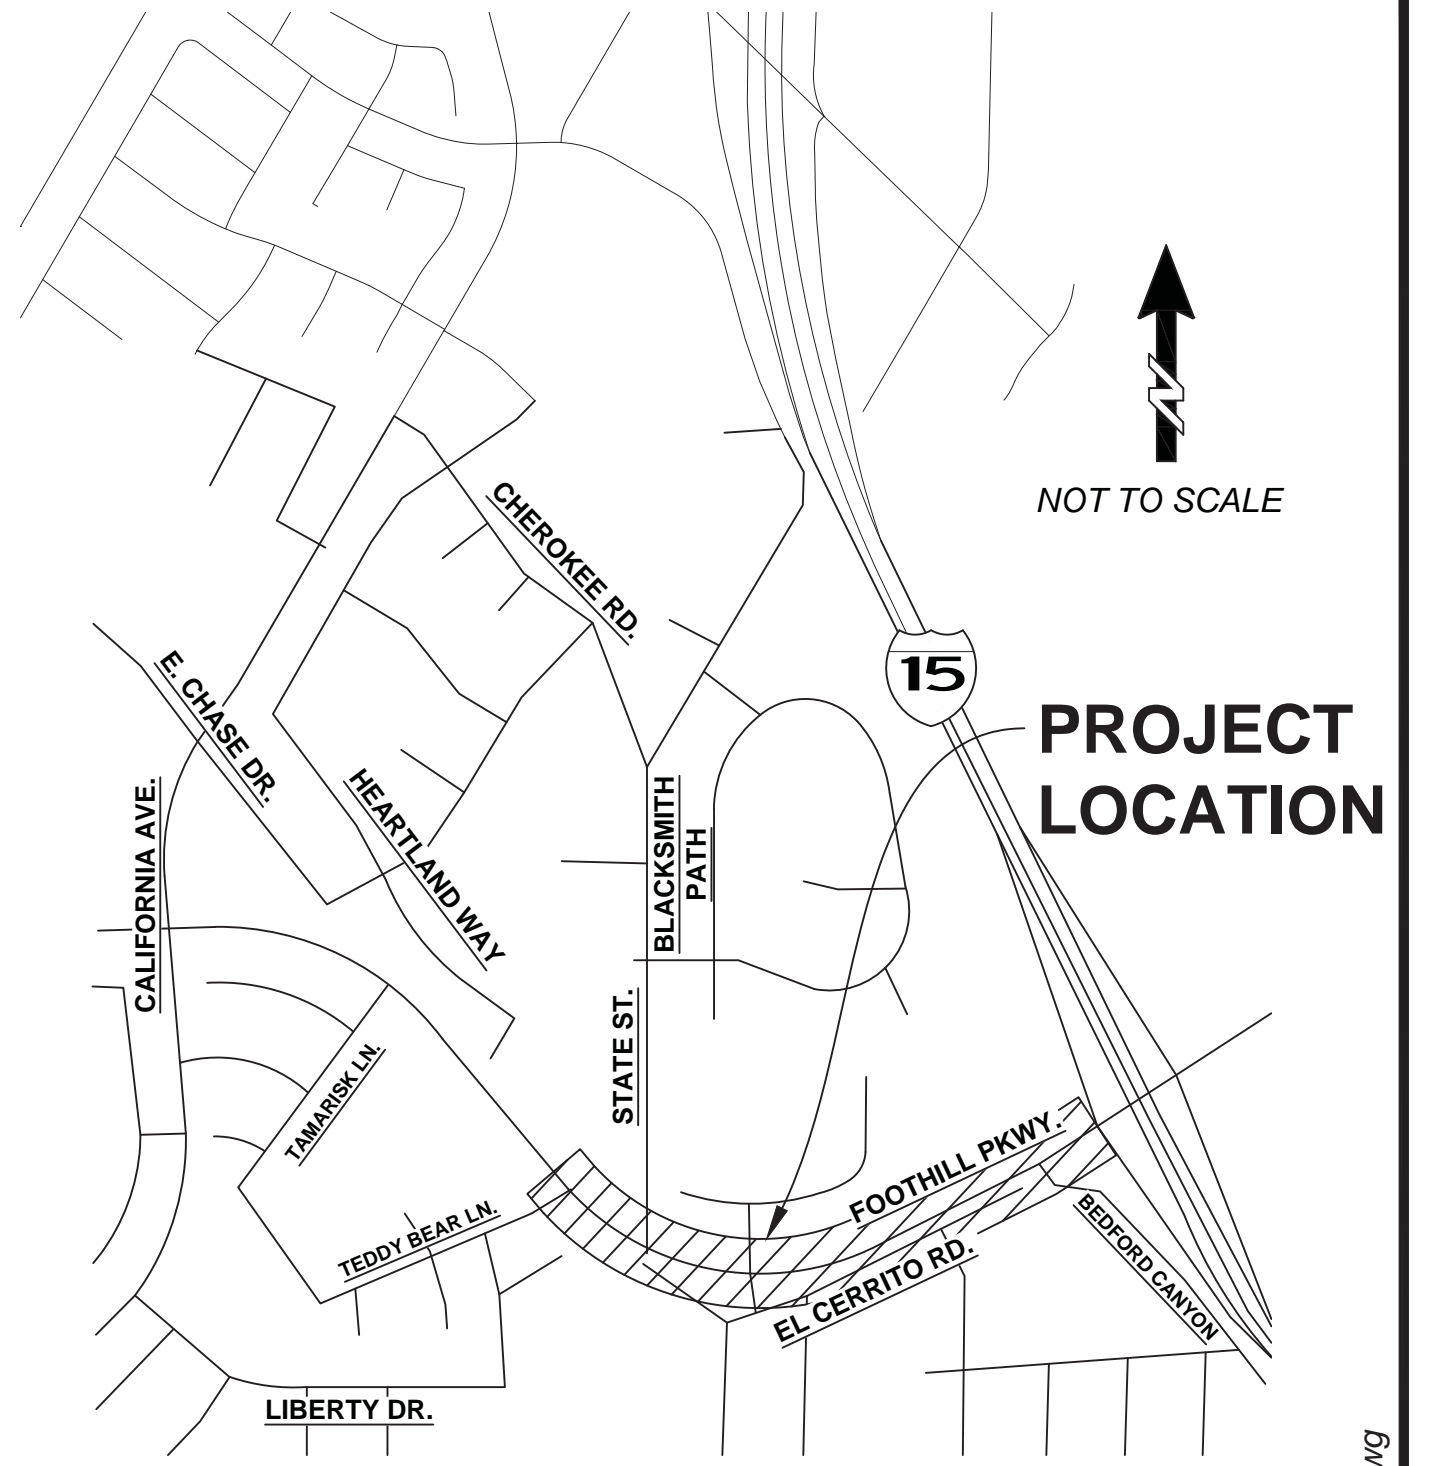 NOT TO SCALE
CHEROKEE RD.
15
E. CHASE DR.
PROJECT
LOCATION
HEARTLAND WAY
CALIFORNIA AVE.
BLACKSMITH
PATH
STATE ST.
TAMARISK LN.
FOOTHILL PKWY.
TEDDY BEAR LN.
EL CERRITO RD.
BEDFORD CANYON
LIBERTY DR.
wg